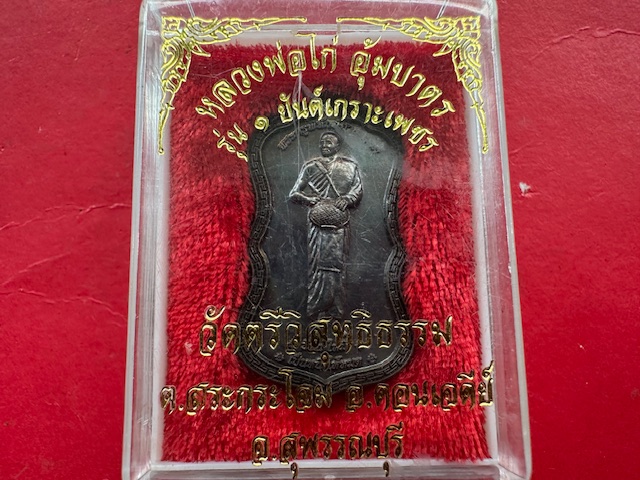 หลวงพ่อไก่ อุ้มบาตร
รุ่น ๑ ยันต์เกราะเพชร
วัดตรีวิสุทธิธรรม
ต.สระกระโจม อ.ดอนเจดีย์
จ.สุพรรณบุรี